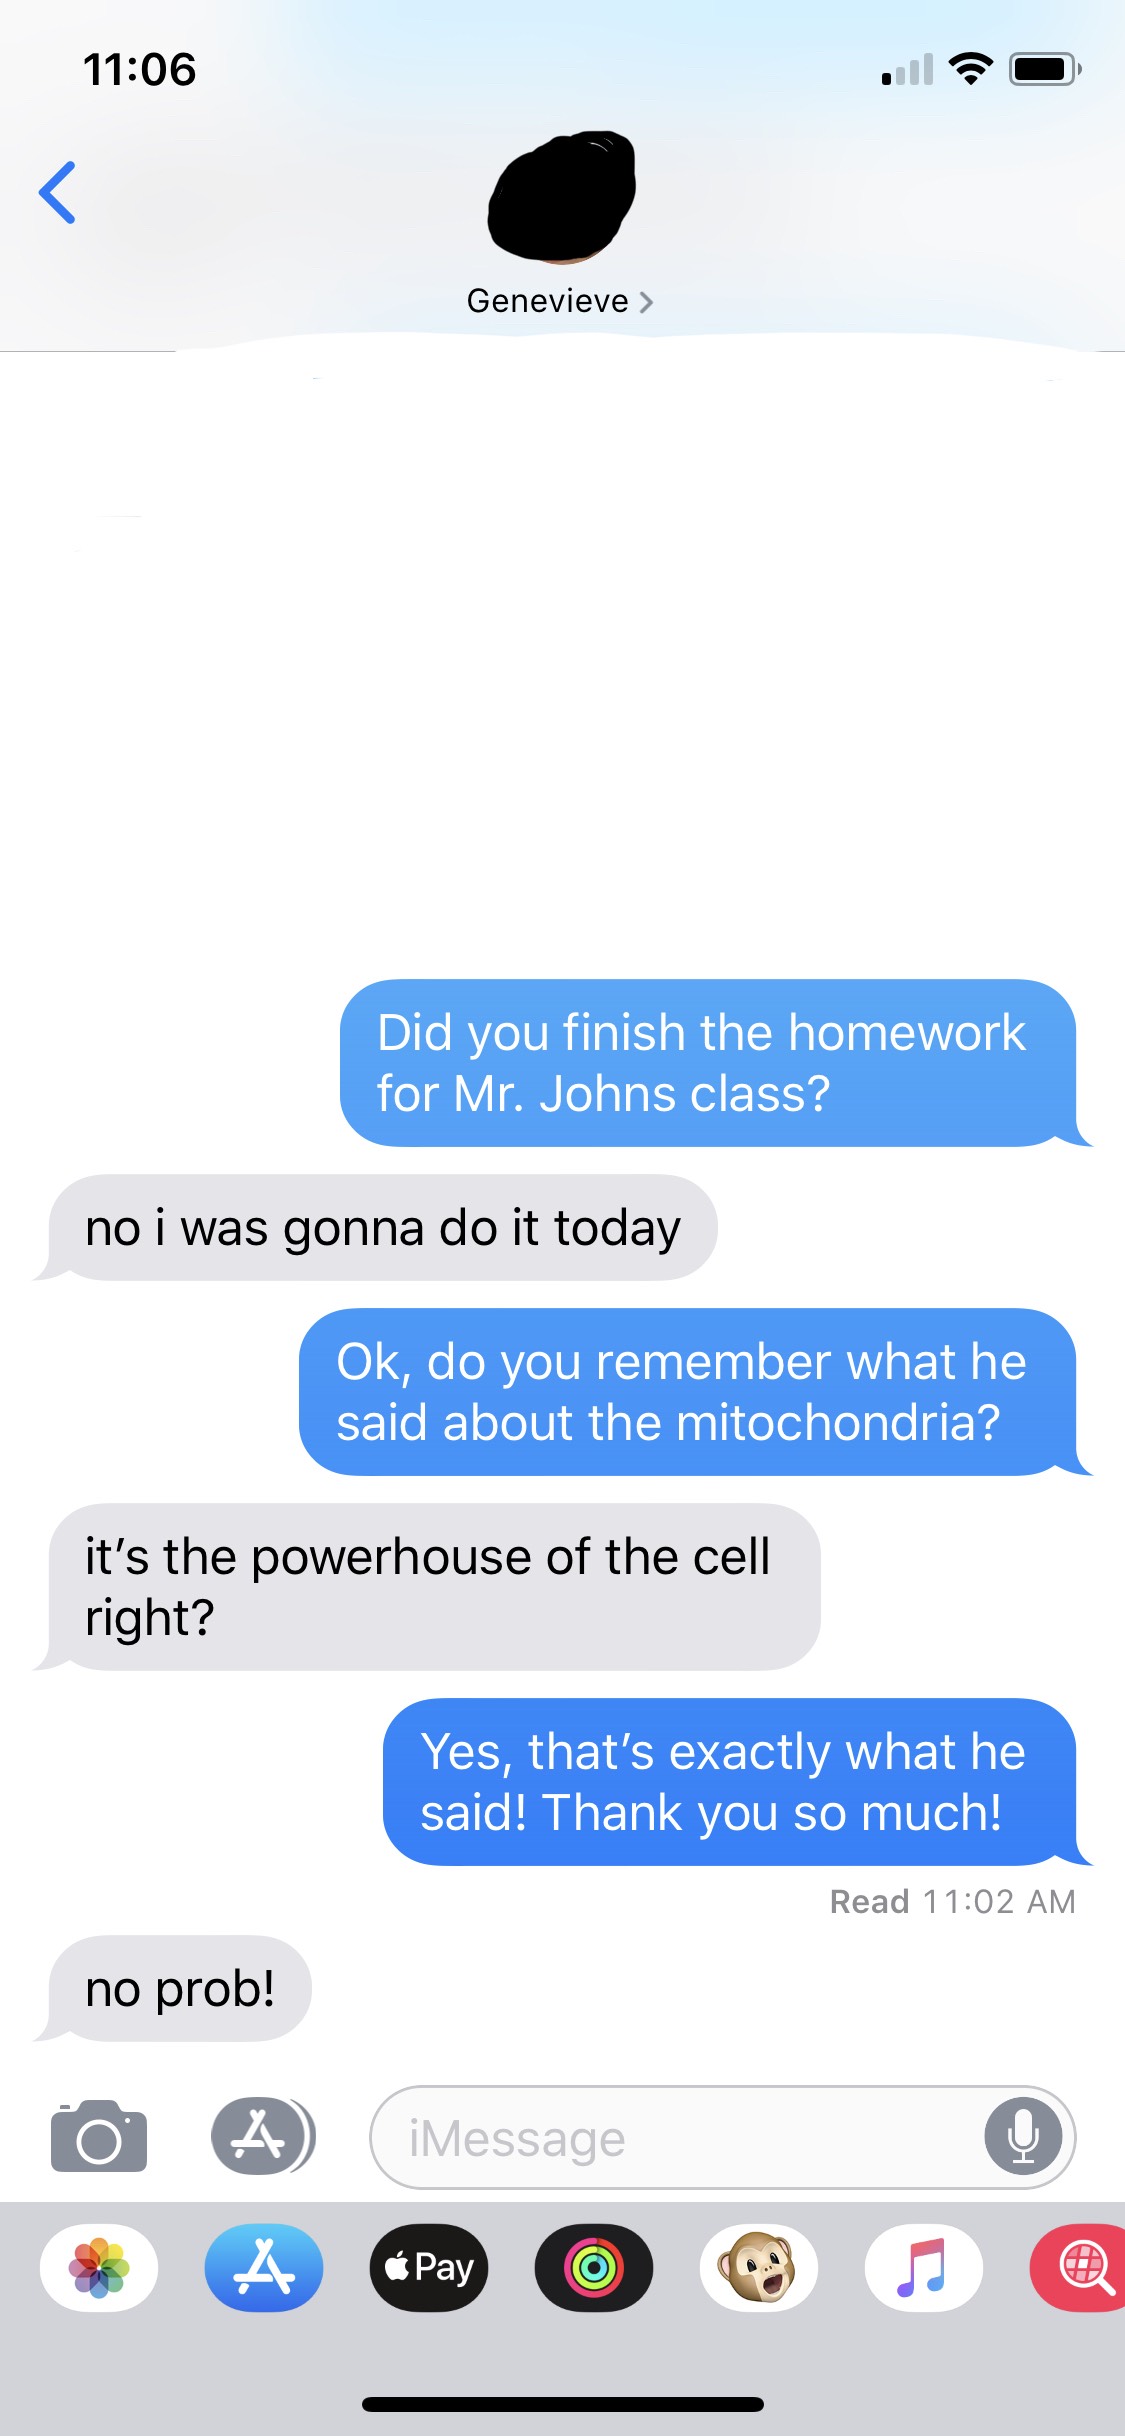 11:06
Genevieve
Did you finish the homework
for Mr. Johns class?
no i was gonna do it today
Ok, do you remember what he
said about the mitochondria?
it’s the powerhouse of the cell
right?
Yes, that’s exactly what he
said! Thank you so much!
Read 11:02 AM
no prob!
iMessage
Pay